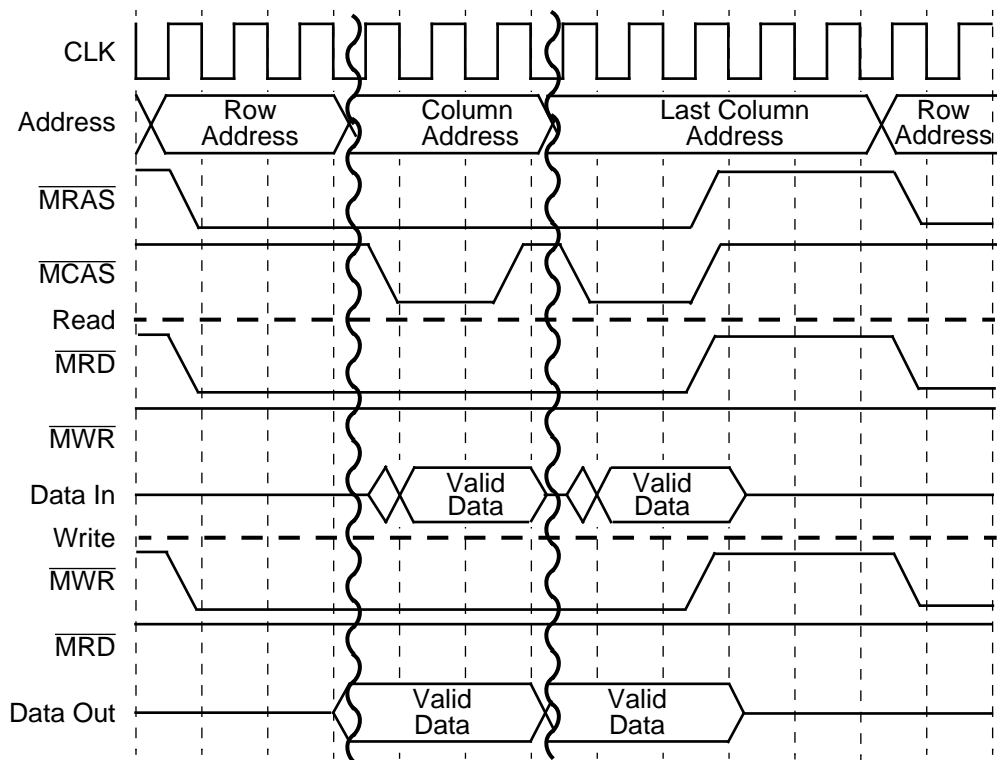 CLK
Address
Row
Address
Column
Address
Last Column
Address
Row
Address
MRAS
MCAS
Read
MRD
MWR
Data In
Valid
Data
Valid
Data
Write
MWR
MRD
Data Out
Valid
Data
Valid
Data